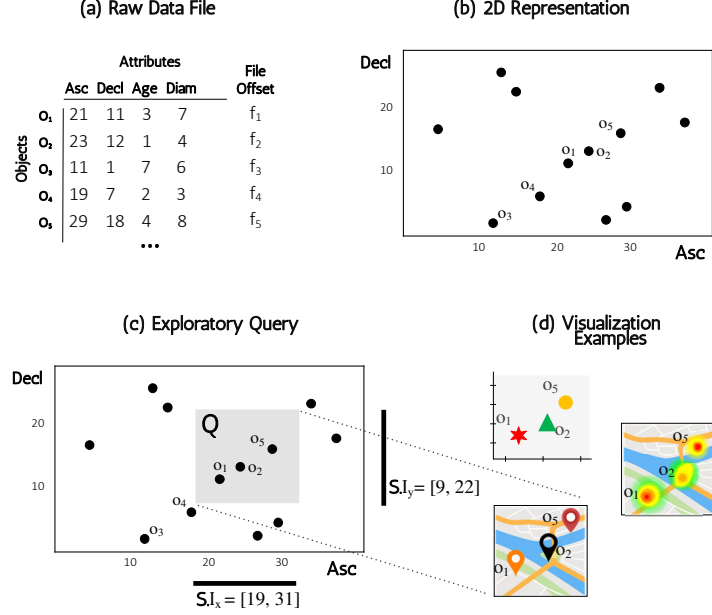 (a) Raw Data File
Attributes
Asc Decl Age Diam File Offset
Objects
O₁ 21 11 3 7 f₁
O₂ 23 12 1 4 f₂
O₃ 11 1 7 6 f₃
O₄ 19 7 2 3 f₄
O₅ 29 18 4 8 f₅
...
(b) 2D Representation
Decl
20
10
o₅
o₁ o₂
o₄
o₃
10 20 30
Asc
(c) Exploratory Query
Decl
20
10
Q
o₅
o₁ o₂
o₄
o₃
10 20 30
Asc
S.Iᵧ= [9, 22]
S.Iₓ = [19, 31]
(d) Visualization
Examples
o₅
o₁
o₂
o₅
o₂
o₁
o₅
o₂
o₁